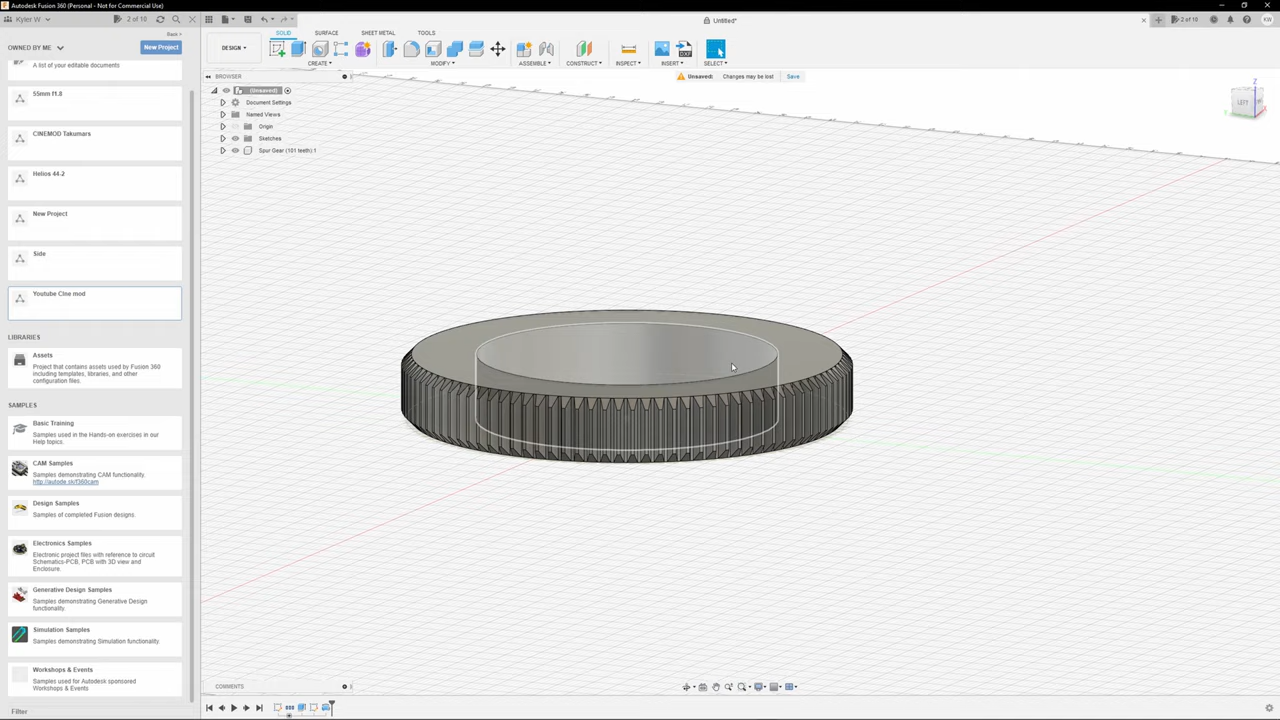 Autodesk Fusion 360 (Personal - Not for Commercial Use)
Kyler W
2 of 10
Untitled*
2 of 10
KW
Back >
OWNED BY ME
New Project
A list of your editable documents
55mm f1.8
CINEMOD Takumars
Helios 44-2
New Project
Side
Youtube Cine mod
LIBRARIES
Assets
Project that contains assets used by Fusion
360 including templates, libraries, and other
configuration files.
SAMPLES
Basic Training
Samples used in the Hands-on exercises in our
Help topics.
CAM Samples
Samples demonstrating CAM functionality.
http://autode.sk/f360cam
Design Samples
Samples of completed Fusion designs.
Electronics Samples
Electronic project files with reference to circuit
Schematics-PCB, PCB with 3D view and
Enclosure.
Generative Design Samples
Samples demonstrating Generative Design
functionality.
Simulation Samples
Samples demonstrating Simulation functionality.
Workshops & Events
Samples used for Autodesk sponsored
Workshops & Events
Filter
DESIGN
SOLID
SURFACE
SHEET METAL
TOOLS
CREATE
MODIFY
ASSEMBLE
CONSTRUCT
INSPECT
INSERT
SELECT
BROWSER
Unsaved:
Changes may be lost
Save
(Unsaved)
Document Settings
Named Views
Origin
Sketches
Spur Gear (101 teeth):1
Z
LEFT
COMMENTS